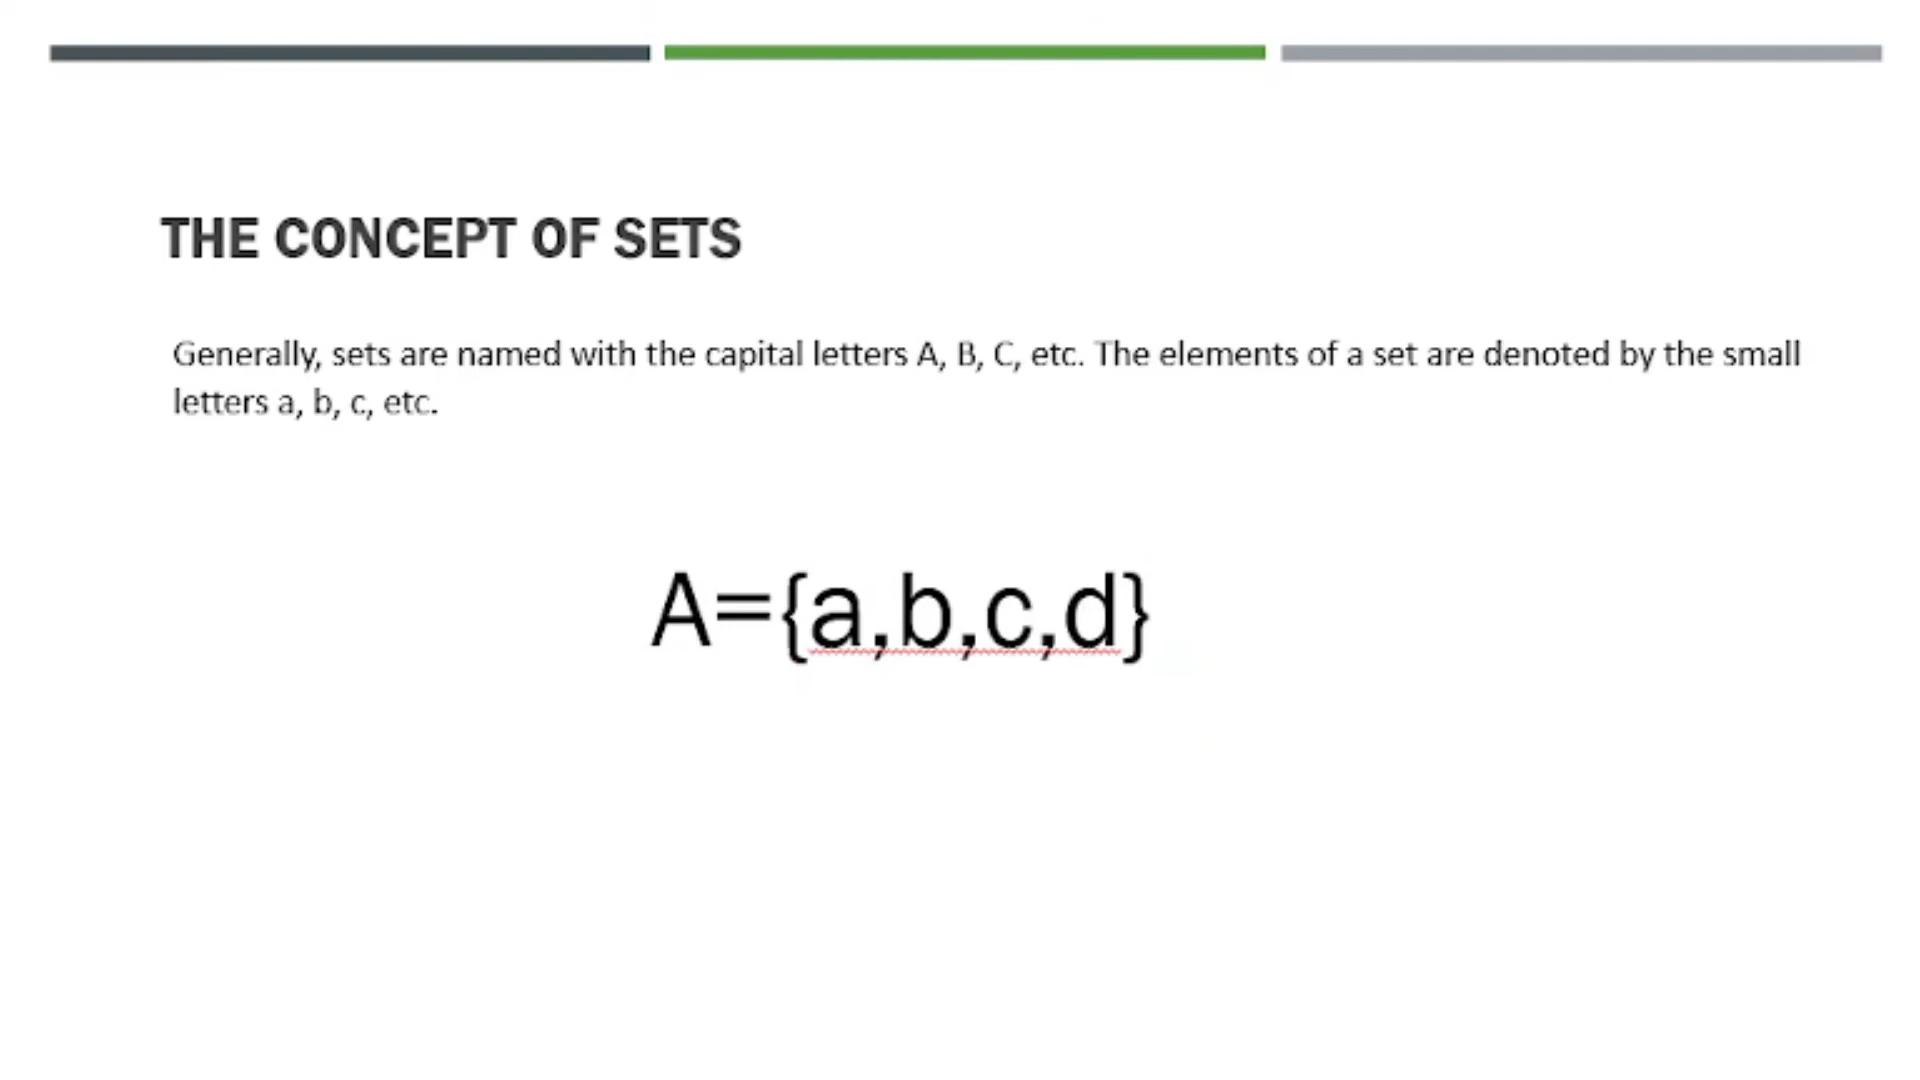 THE CONCEPT OF SETS
Generally, sets are named with the capital letters A, B, C, etc. The elements of a set are denoted by the small
letters a, b, c, etc.
A={a,b,c,d}